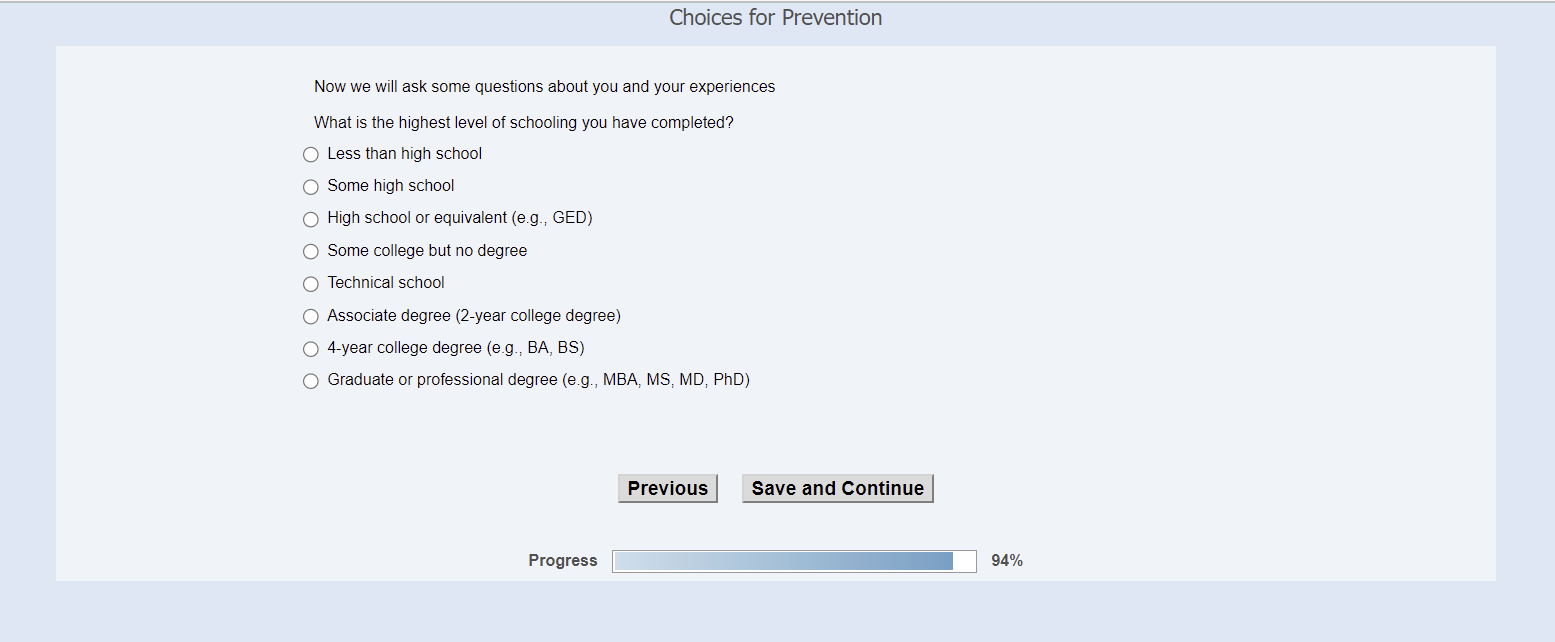 Choices for Prevention
Now we will ask some questions about you and your experiences
What is the highest level of schooling you have completed?
Less than high school
Some high school
High school or equivalent (e.g., GED)
Some college but no degree
Technical school
Associate degree (2-year college degree)
4-year college degree (e.g., BA, BS)
Graduate or professional degree (e.g., MBA, MS, MD, PhD)
Previous Save and Continue
Progress 94%